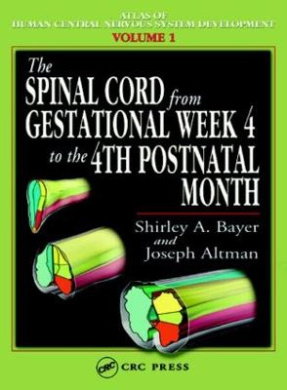 ATLAS OF
HUMAN CENTRAL NERVOUS SYSTEM DEVELOPMENT
VOLUME 1
The
SPINAL CORD from
GESTATIONAL WEEK 4
to the 4TH POSTNATAL
MONTH
Shirley A. Bayer
and
Joseph Altman
CRC CRC PRESS